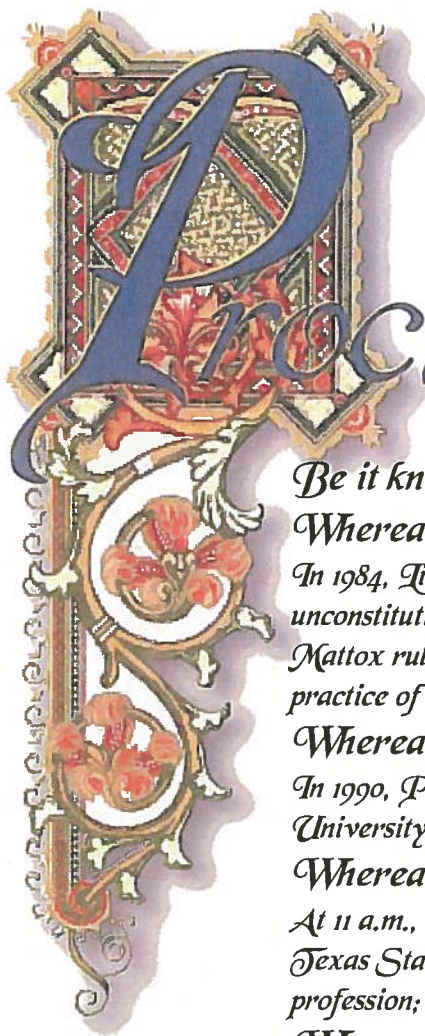 Proc
Be it kn
Wherea
In 1984, Li
unconstitut
Mattox rul
practice of
Wherea
In 1990, P
University
Wherea
At 11 a.m.,
Texas Sta
profession;